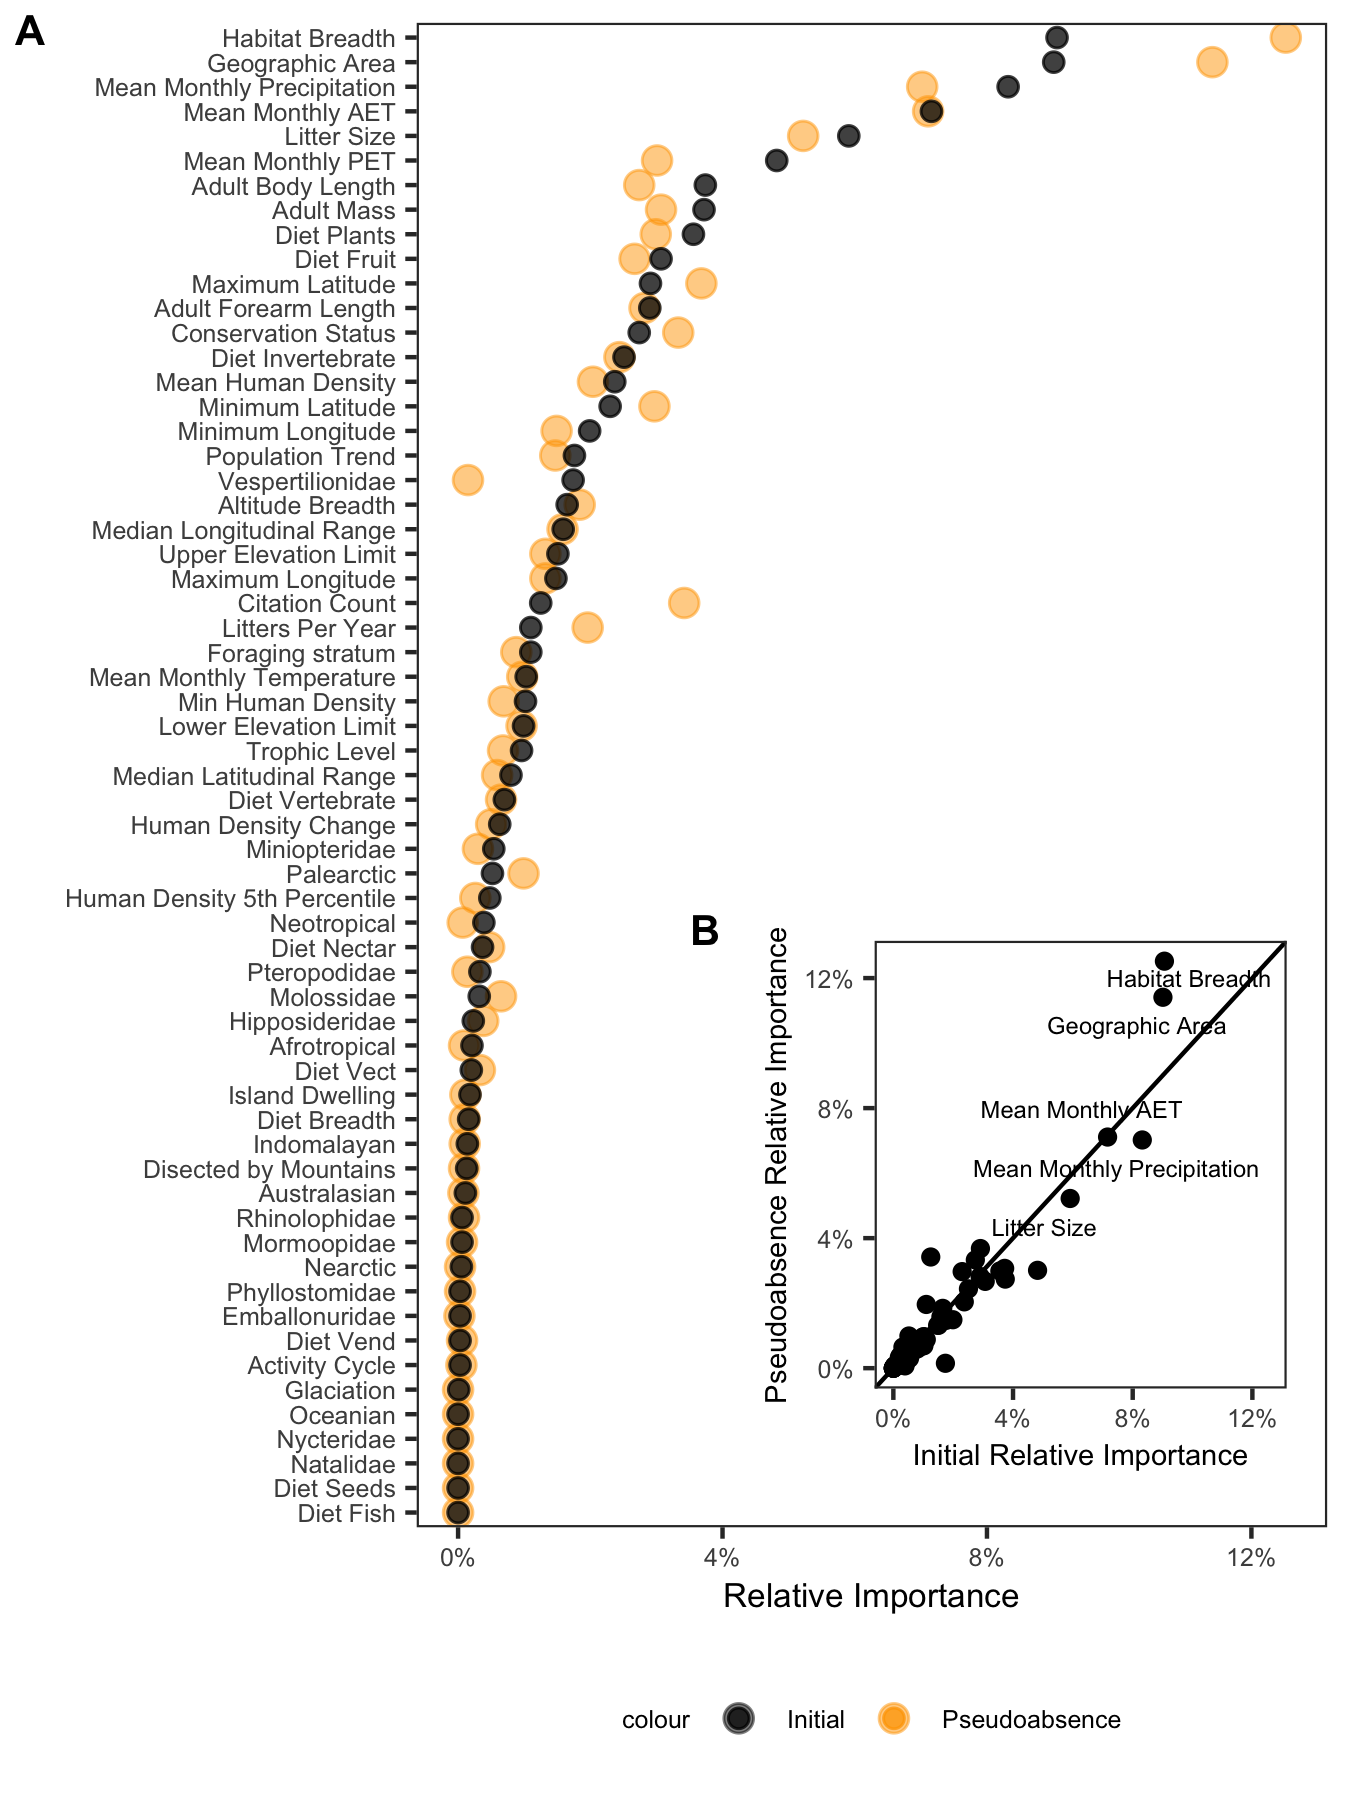 A
Habitat Breadth
Geographic Area
Mean Monthly Precipitation
Mean Monthly AET
Litter Size
Mean Monthly PET
Adult Body Length
Adult Mass
Diet Plants
Diet Fruit
Maximum Latitude
Adult Forearm Length
Conservation Status
Diet Invertebrate
Mean Human Density
Minimum Latitude
Minimum Longitude
Population Trend
Vespertilionidae
Altitude Breadth
Median Longitudinal Range
Upper Elevation Limit
Maximum Longitude
Citation Count
Litters Per Year
Foraging stratum
Mean Monthly Temperature
Min Human Density
Lower Elevation Limit
Trophic Level
Median Latitudinal Range
Diet Vertebrate
Human Density Change
Miniopteridae
Palearctic
Human Density 5th Percentile
Neotropical
Diet Nectar
Pteropodidae
Molossidae
Hipposideridae
Afrotropical
Diet Vect
Island Dwelling
Diet Breadth
Indomalayan
Disected by Mountains
Australasian
Rhinolophidae
Mormoopidae
Nearctic
Phyllostomidae
Emballonuridae
Diet Vend
Activity Cycle
Glaciation
Oceanian
Nycteridae
Natalidae
Diet Seeds
Diet Fish
0% 4% 8% 12%
Relative Importance
B
Pseudoabsence Relative Importance
12%
8%
4%
0%
Habitat Breadth
Geographic Area
Mean Monthly AET
Mean Monthly Precipitation
Litter Size
0% 4% 8% 12%
Initial Relative Importance
colour Initial Pseudoabsence